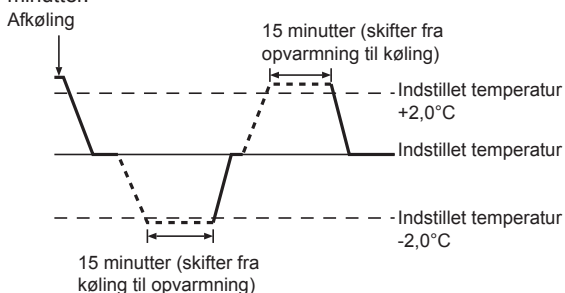 Afkøling
15 minutter (skifter fra
opvarmning til køling)
Indstillet temperatur
+2,0°C
Indstillet temperatur
Indstillet temperatur
-2,0°C
15 minutter (skifter fra
køling til opvarmning)